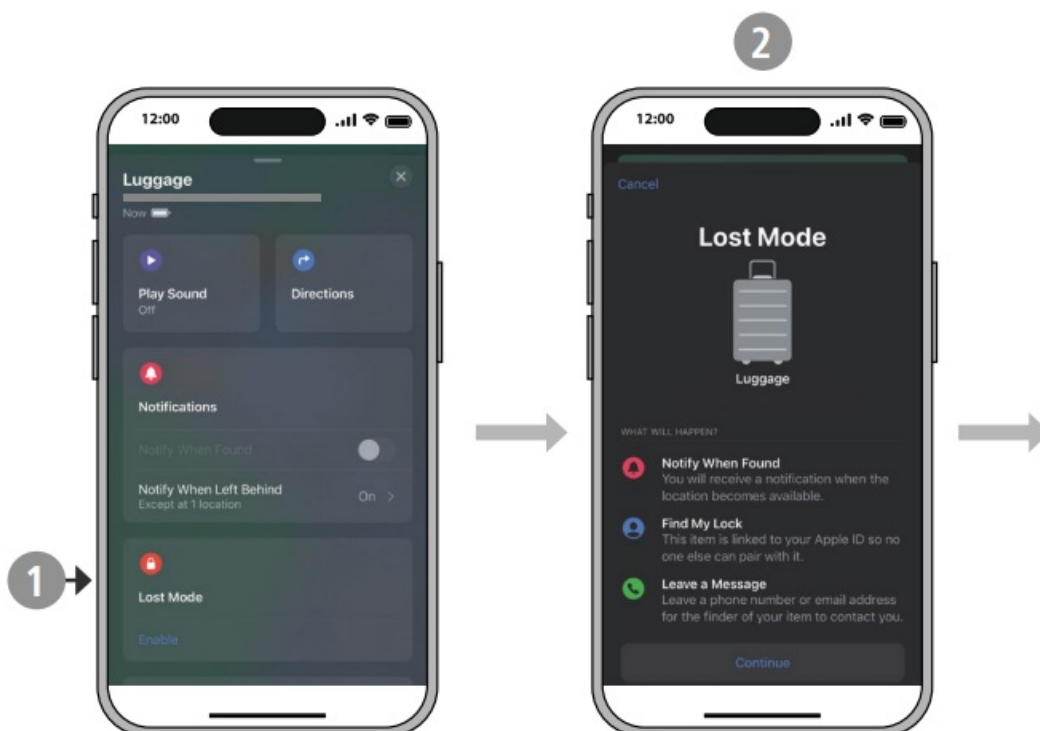 2
12:00
Luggage
Now
Play Sound
Off
Directions
Notifications
Notify When Found
Notify When Left Behind
Except at 1 location
On
1
Lost Mode
Enable
12:00
Cancel
Lost Mode
Luggage
WHAT WILL HAPPEN?
Notify When Found
You will receive a notification when the
location becomes available.
Find My Lock
This item is linked to your Apple ID so no
one else can pair with it.
Leave a Message
Leave a phone number or email address
for the finder of your item to contact you.
Continue